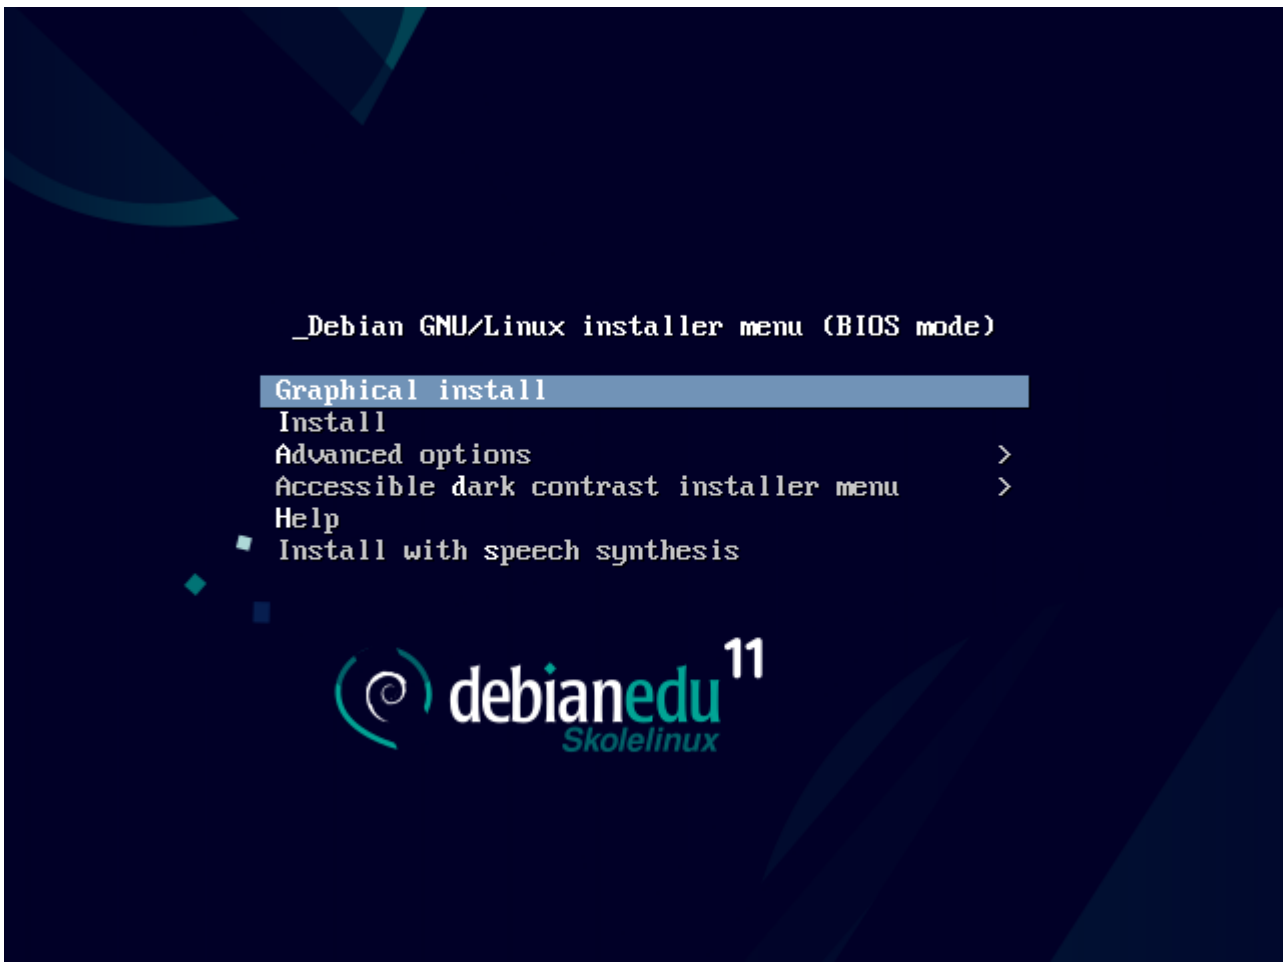 _Debian GNU/Linux installer menu (BIOS mode)
Graphical install
Install
Advanced options >
Accessible dark contrast installer menu >
Help
Install with speech synthesis
debianedu 11
Skolelinux